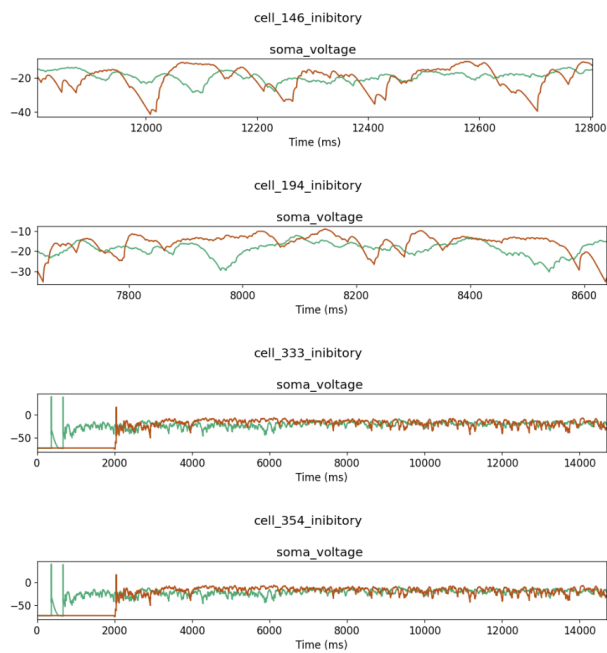 cell_146_inibitory
soma_voltage
−20
−40
12000 12200 12400 12600 12800
Time (ms)
cell_194_inibitory
soma_voltage
−10
−20
−30
7800 8000 8200 8400 8600
Time (ms)
cell_333_inibitory
soma_voltage
0
−50
0 2000 4000 6000 8000 10000 12000 14000
Time (ms)
cell_354_inibitory
soma_voltage
0
−50
0 2000 4000 6000 8000 10000 12000 14000
Time (ms)